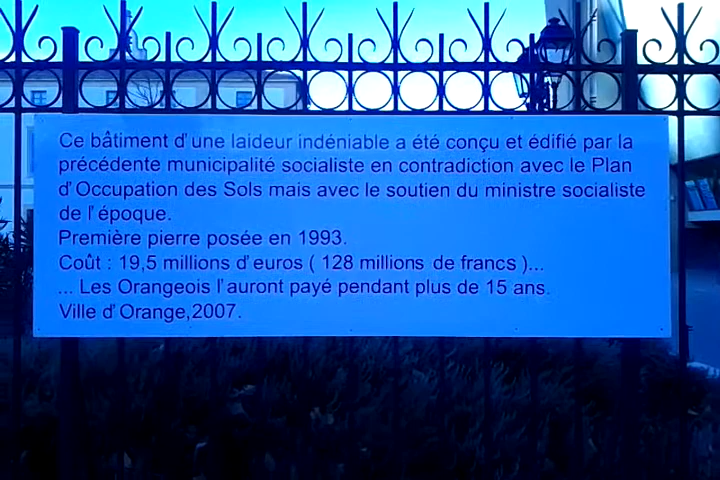 Ce bâtiment d'une laideur indéniable a été conçu et édifié par la
précédente municipalité socialiste en contradiction avec le Plan
d'Occupation des Sols mais avec le soutien du ministre socialiste
de l'époque.
Première pierre posée en 1993.
Coût : 19,5 millions d'euros ( 128 millions de francs )...
... Les Orangeois l'auront payé pendant plus de 15 ans.
Ville d'Orange,2007.